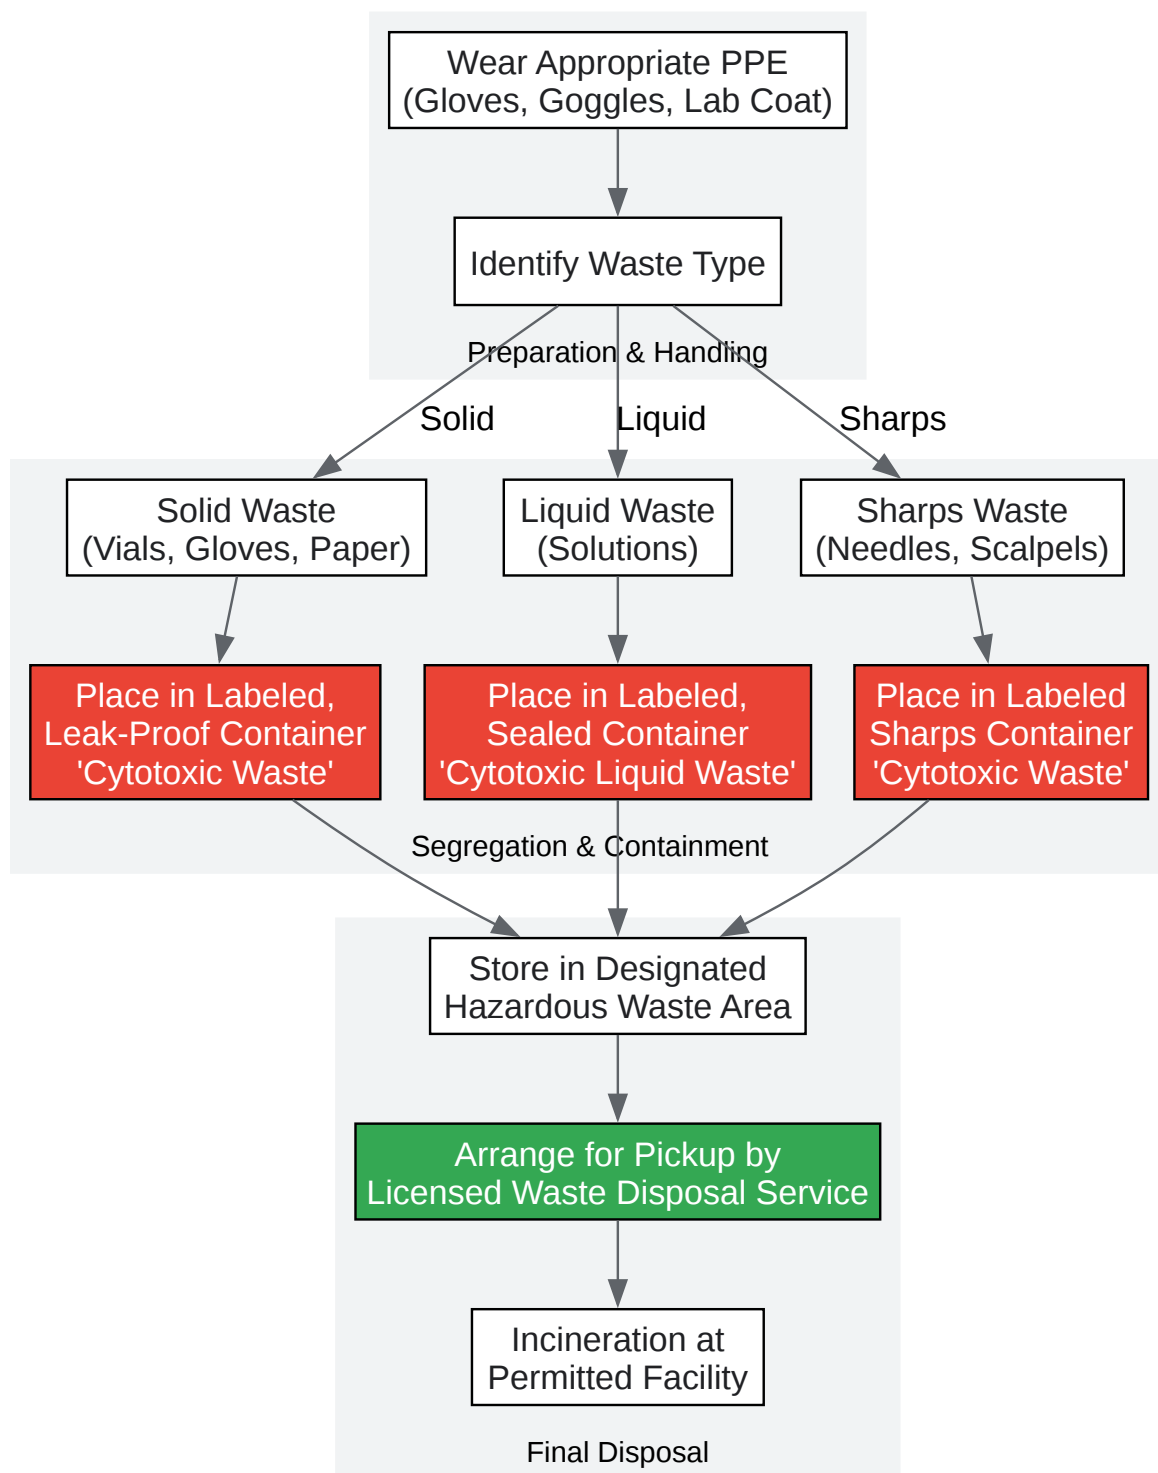 Wear Appropriate PPE
(Gloves, Goggles, Lab Coat)
Identify Waste Type
Preparation & Handling
Solid
Liquid
Sharps
Solid Waste
(Vials, Gloves, Paper)
Liquid Waste
(Solutions)
Sharps Waste
(Needles, Scalpels)
Place in Labeled,
Leak-Proof Container
'Cytotoxic Waste'
Place in Labeled,
Sealed Container
'Cytotoxic Liquid Waste'
Place in Labeled
Sharps Container
'Cytotoxic Waste'
Segregation & Containment
Store in Designated
Hazardous Waste Area
Arrange for Pickup by
Licensed Waste Disposal Service
Incineration at
Permitted Facility
Final Disposal